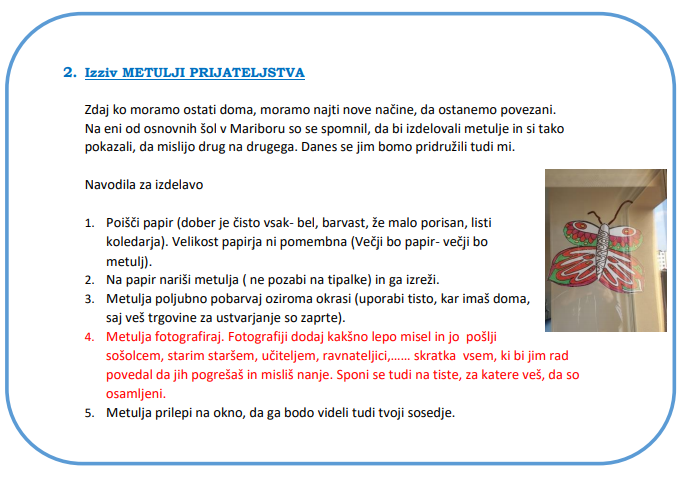 2. Izziv METULJI PRIJATELJSTVA
Zdaj ko moramo ostati doma, moramo najti nove načine, da ostanemo povezani.
Na eni od osnovnih šol v Mariboru so se spomnil, da bi izdelovali metulje in si tako
pokazali, da mislijo drug na drugega. Danes se jim bomo pridružili tudi mi.
Navodila za izdelavo
1. Poišči papir (dober je čisto vsak- bel, barvast, že malo porisan, listi
koledarja). Velikost papirja ni pomembna (Večji bo papir- večji bo
metulj).
2. Na papir nariši metulja ( ne pozabi na tipalke) in ga izreži.
3. Metulja poljubno pobarvaj oziroma okrasi (uporabi tisto, kar imaš doma,
saj veš trgovine za ustvarjanje so zaprte).
4. Metulja fotografiraj. Fotografiji dodaj kakšno lepo misel in jo pošlji
sošolcem, starim staršem, učiteljem, ravnateljici,…… skratka vsem, ki bi jim rad
povedal da jih pogrešaš in misliš nanje. Sponi se tudi na tiste, za katere veš, da so
osamljeni.
5. Metulja prilepi na okno, da ga bodo videli tudi tvoji sosedje.